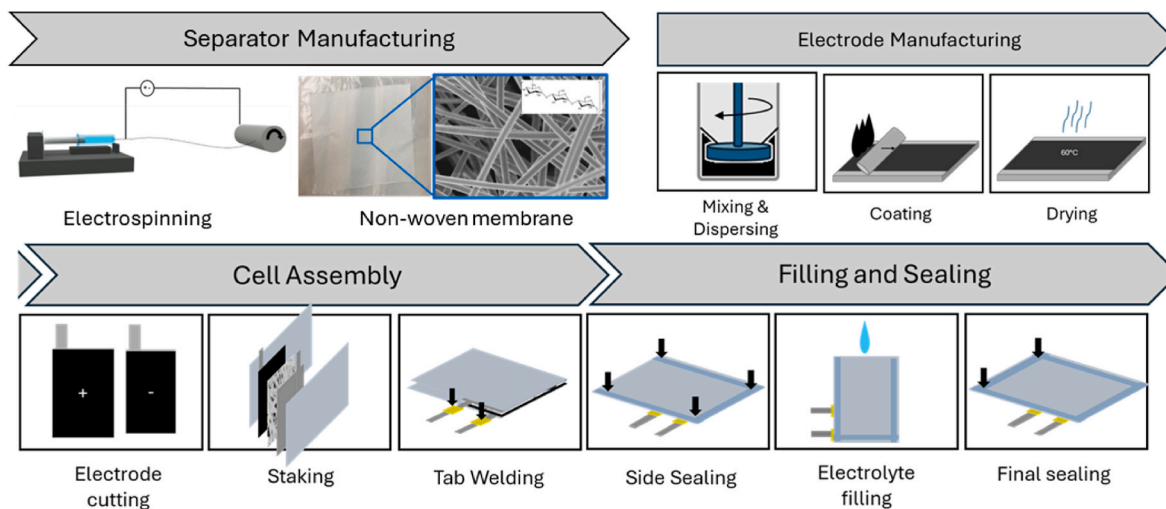 Separator Manufacturing
Electrode Manufacturing
Electrospinning
Non-woven membrane
60°C
Mixing &
Dispersing
Coating
Drying
Cell Assembly
Filling and Sealing
+
-
Electrode
cutting
Staking
Tab Welding
Side Sealing
Electrolyte
filling
Final sealing